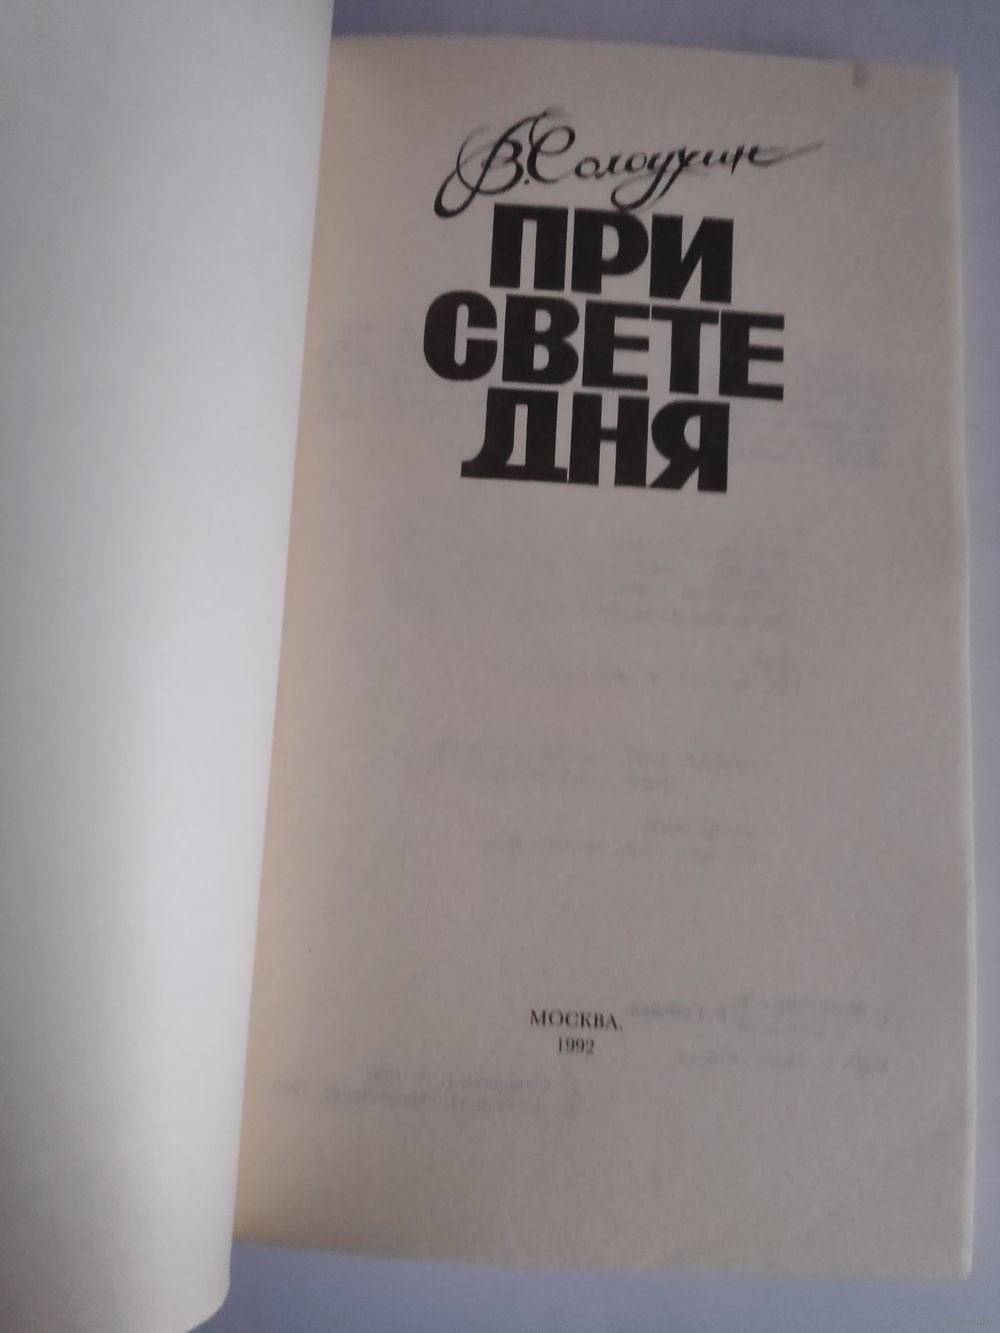 В. Солоухин
ПРИ
СВЕТЕ
ДНЯ
МОСКВА,
1992